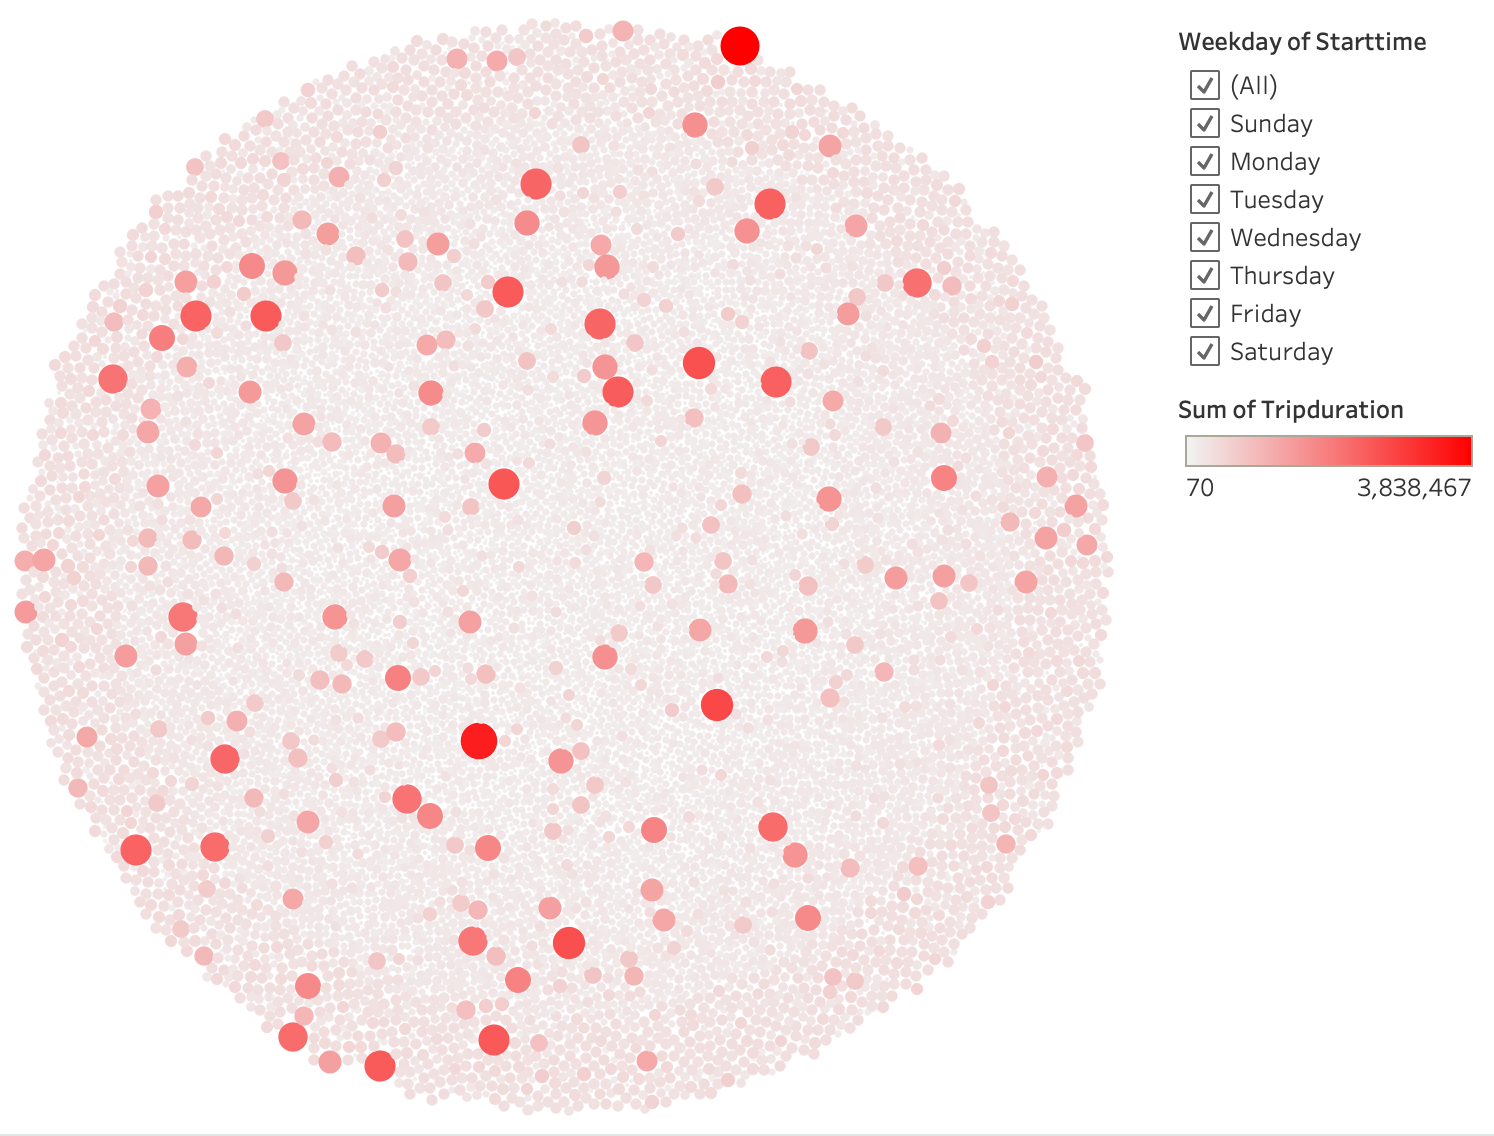 Weekday of Starttime
(All)
Sunday
Monday
Tuesday
Wednesday
Thursday
Friday
Saturday
Sum of Tripduration
70 3,838,467